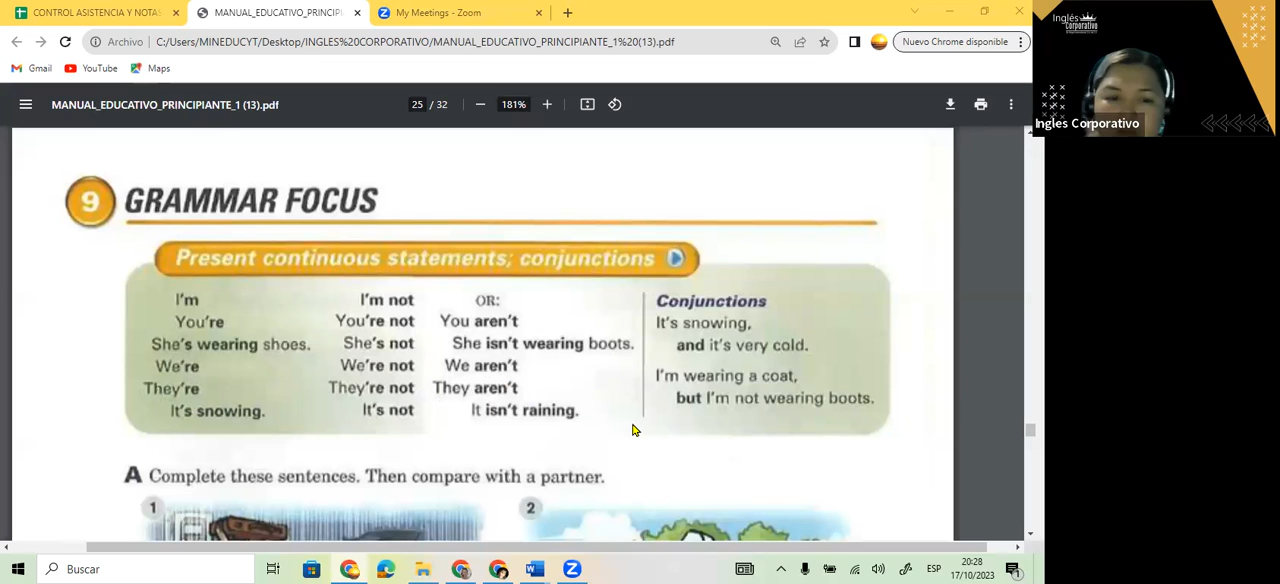 CONTROL ASISTENCIA Y NOTAS
MANUAL_EDUCATIVO_PRINCIPI
My Meetings - Zoom
Archivo
C:/Users/MINEDUCYT/Desktop/INGLES%20CORPORATIVO/MANUAL_EDUCATIVO_PRINCIPIANTE_1%20(13).pdf
Nuevo Chrome disponible
Gmail
YouTube
Maps
MANUAL_EDUCATIVO_PRINCIPIANTE_1 (13).pdf
25 / 32
181%
Inglés
Corporativo
Ingles Corporativo
9 GRAMMAR FOCUS
Present continuous statements; conjunctions
I'm I'm not OR:
You're You're not You aren't
She's wearing shoes. She's not She isn't wearing boots.
We're We're not We aren't
They're They're not They aren't
It's snowing. It's not It isn't raining.
Conjunctions
It's snowing,
and it's very cold.
I'm wearing a coat,
but I'm not wearing boots.
A Complete these sentences. Then compare with a partner.
1 2
Buscar
ESP
20:28
17/10/2023